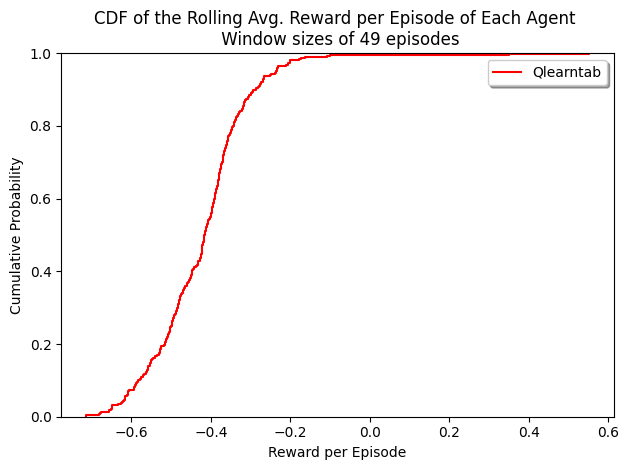 CDF of the Rolling Avg. Reward per Episode of Each Agent
Window sizes of 49 episodes
Qlearntab
Cumulative Probability
1.0
0.8
0.6
0.4
0.2
0.0
−0.6 −0.4 −0.2 0.0 0.2 0.4 0.6
Reward per Episode